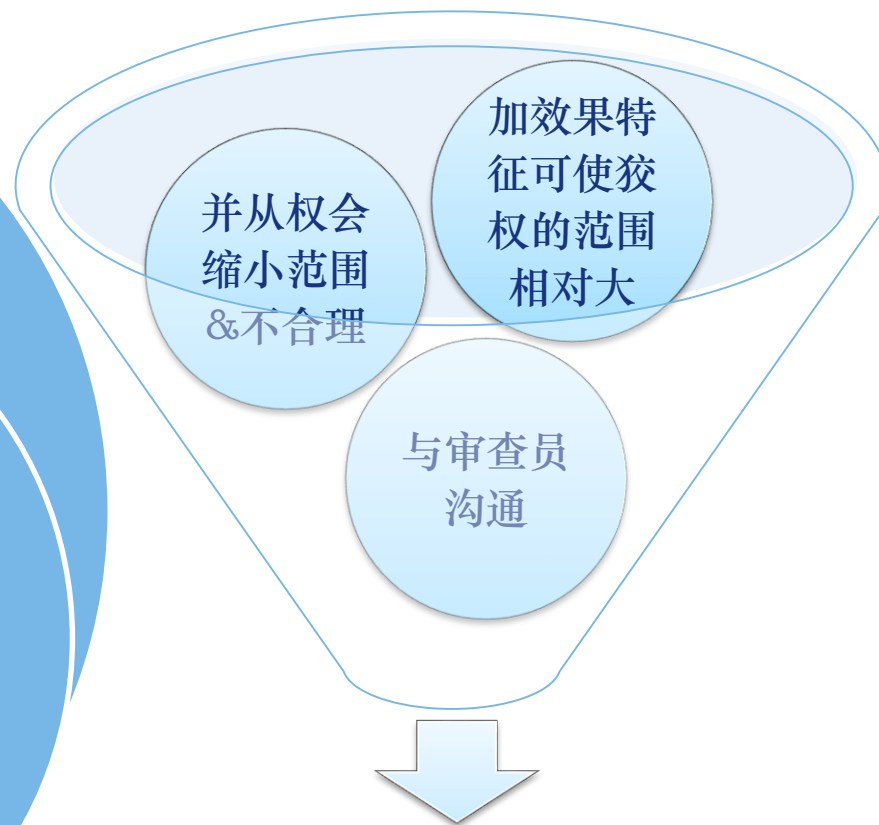 并从权会
缩小范围
&不合理
加效果特
征可使狡
权的范围
相对大
与审查员
沟通